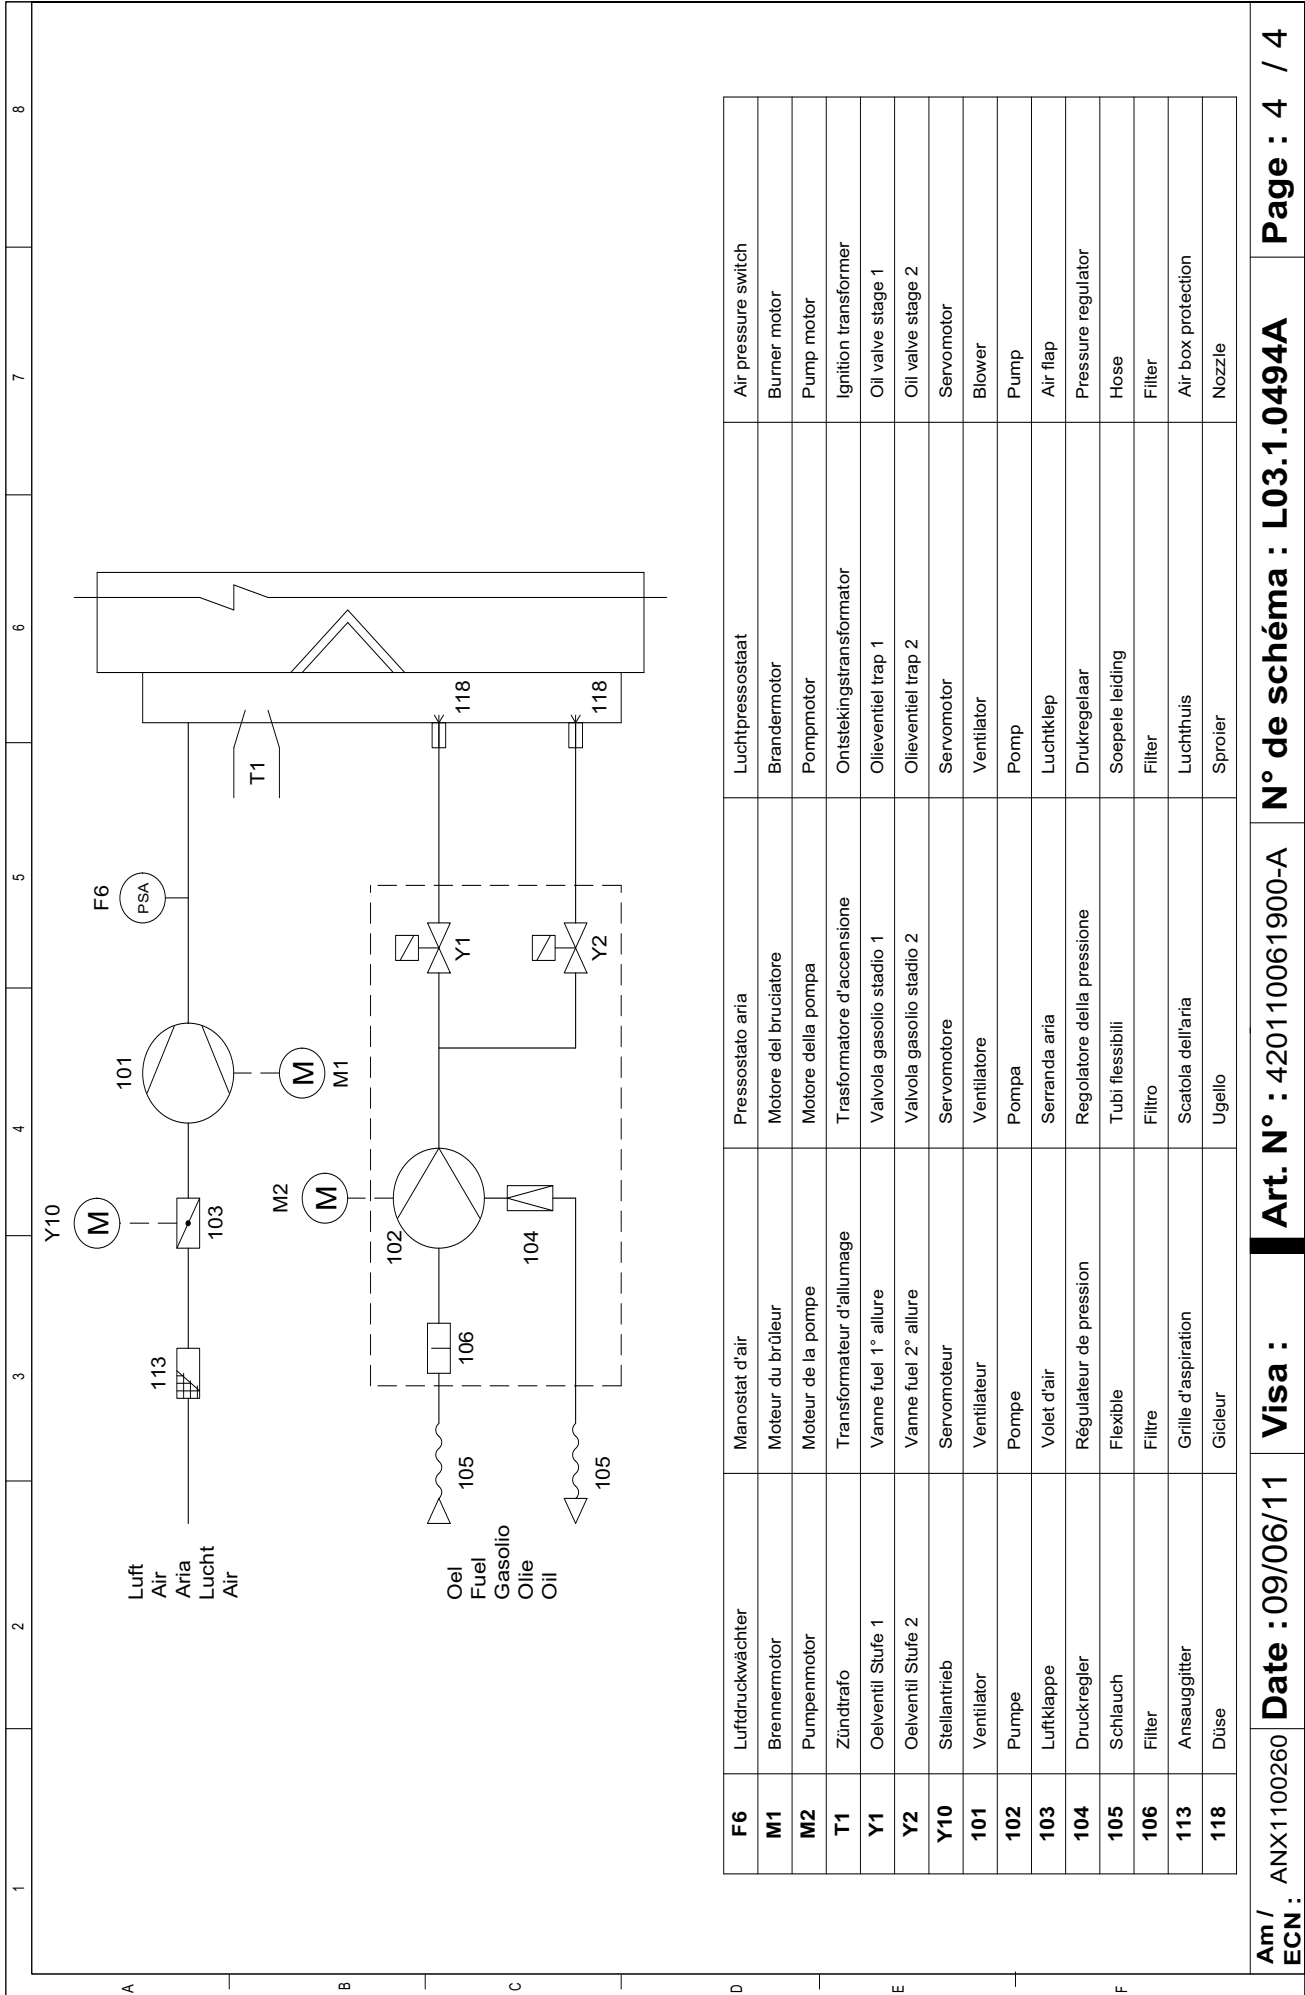 1 2 3 4 5 6 7 8
A
B
C
D
E
F
Y10
M
103
113
101
M
M1
F6
PSA
T1
Luft
Air
Aria
Lucht
Air
M2
M
102
106
104
105
105
Y1
Y2
118
118
Oel
Fuel
Gasolio
Olie
Oil
F6 Luftdruckwächter Manostat d'air Pressostato aria Luchtpressostaat Air pressure switch
M1 Brennermotor Moteur du brûleur Motore del bruciatore Brandermotor Burner motor
M2 Pumpenmotor Moteur de la pompe Motore della pompa Pompmotor Pump motor
T1 Zündtrafo Transformateur d'allumage Trasformatore d'accensione Ontstekingstransformator Ignition transformer
Y1 Oelventil Stufe 1 Vanne fuel 1° allure Valvola gasolio stadio 1 Olieventiel trap 1 Oil valve stage 1
Y2 Oelventil Stufe 2 Vanne fuel 2° allure Valvola gasolio stadio 2 Olieventiel trap 2 Oil valve stage 2
Y10 Stellantrieb Servomoteur Servomotore Servomotor Servomotor
101 Ventilator Ventilateur Ventilatore Ventilator Blower
102 Pumpe Pompe Pompa Pomp Pump
103 Luftklappe Volet d'air Serranda aria Luchtklep Air flap
104 Druckregler Régulateur de pression Regolatore della pressione Drukregelaar Pressure regulator
105 Schlauch Flexible Tubi flessibili Soepele leiding Hose
106 Filter Filtre Filtro Filter Filter
113 Ansauggitter Grille d'aspiration Scatola dell'aria Luchthuis Air box protection
118 Düse Gicleur Ugello Sproier Nozzle
Am / ECN : ANX1100260 Date : 09/06/11 Visa : Art. N° : 420110061900-A N° de schéma : L03.1.0494A Page : 4 / 4